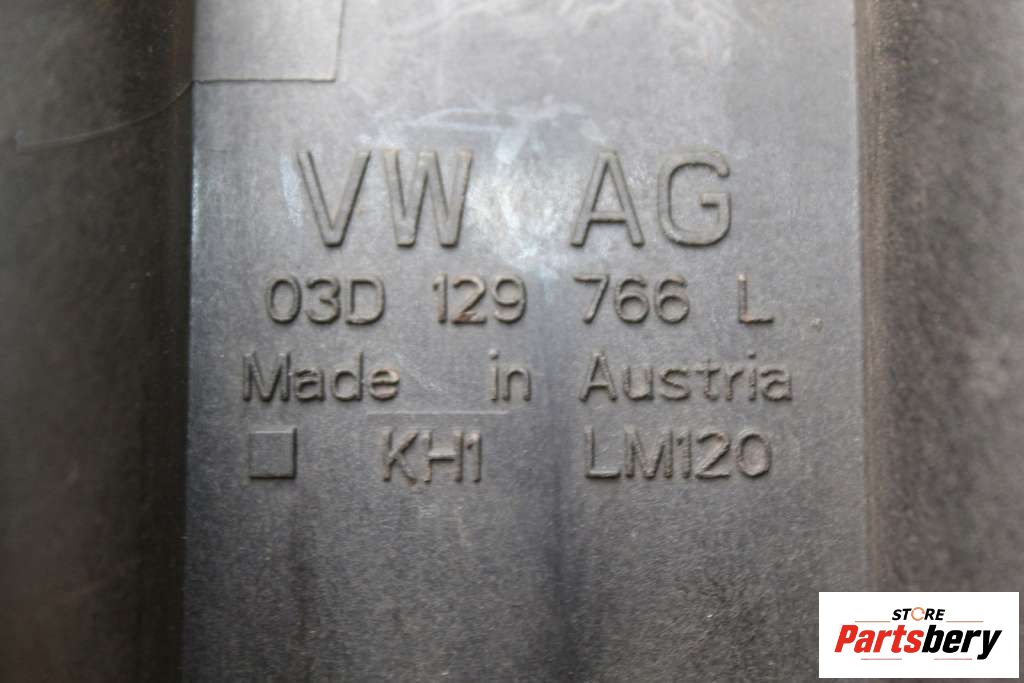 VW AG
03D 129 766 L
Made in Austria
KH1 LM120
STORE
Partsbery